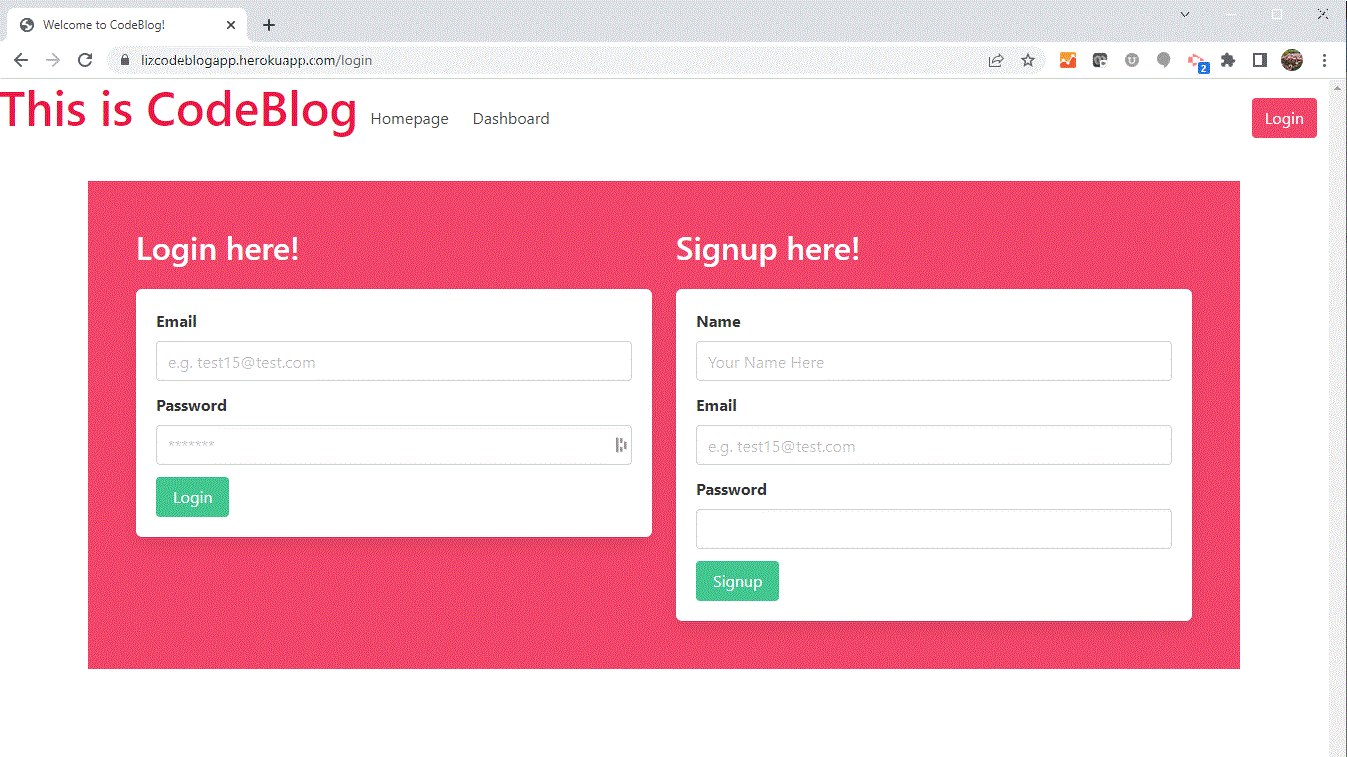 Welcome to CodeBlog!
lizcodeblogapp.herokuapp.com/login
2
This is CodeBlog Homepage Dashboard Login
Login here!
Email
e.g. test15@test.com
Password
*******
Login
Signup here!
Name
Your Name Here
Email
e.g. test15@test.com
Password
Signup